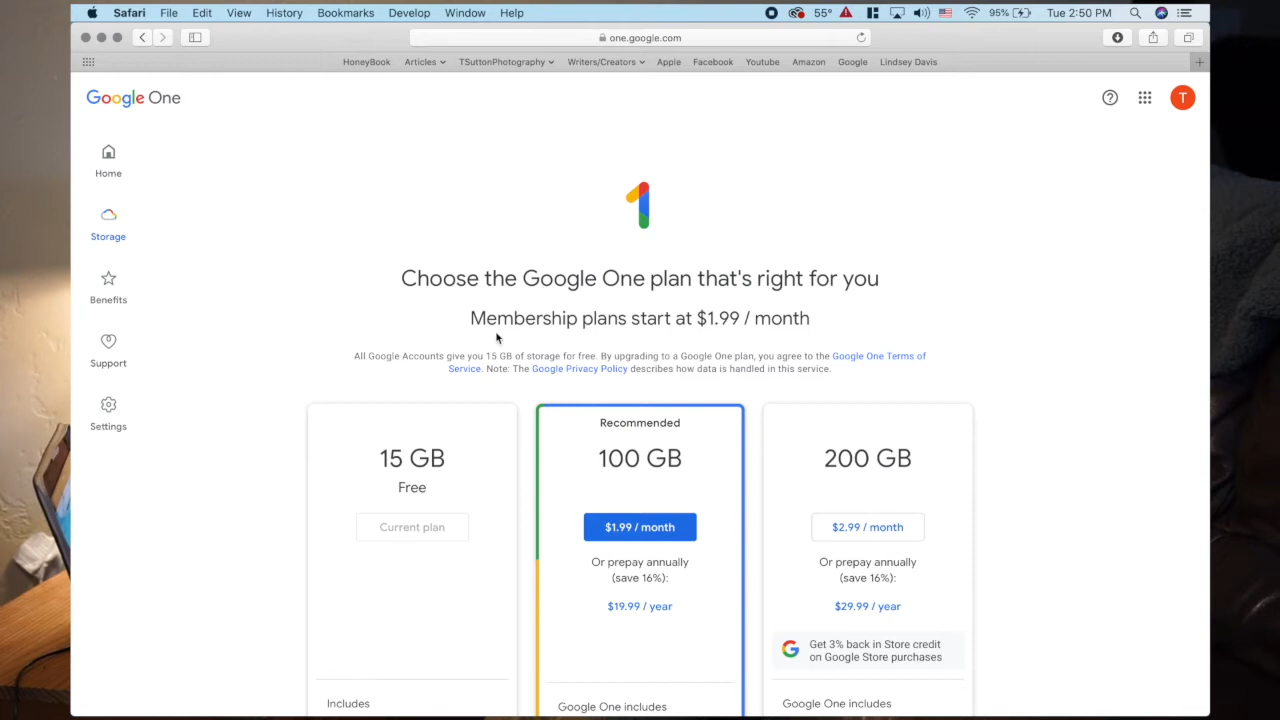 Safari File Edit View History Bookmarks Develop Window Help 55° 95% Tue 2:50 PM
one.google.com
HoneyBook Articles TSuttonPhotography Writers/Creators Apple Facebook Youtube Amazon Google Lindsey Davis
Google One
T
Home
Storage
Benefits
Support
Settings
1
Choose the Google One plan that's right for you
Membership plans start at $1.99 / month
All Google Accounts give you 15 GB of storage for free. By upgrading to a Google One plan, you agree to the Google One Terms of
Service. Note: The Google Privacy Policy describes how data is handled in this service.
15 GB
Free
Current plan
Includes
Recommended
100 GB
$1.99 / month
Or prepay annually
(save 16%):
$19.99 / year
Google One includes
200 GB
$2.99 / month
Or prepay annually
(save 16%):
$29.99 / year
G
Get 3% back in Store credit
on Google Store purchases
Google One includes